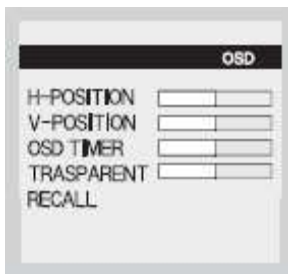 OSD
H-POSITION
V-POSITION
OSD TIMER
TRASPARENT
RECALL